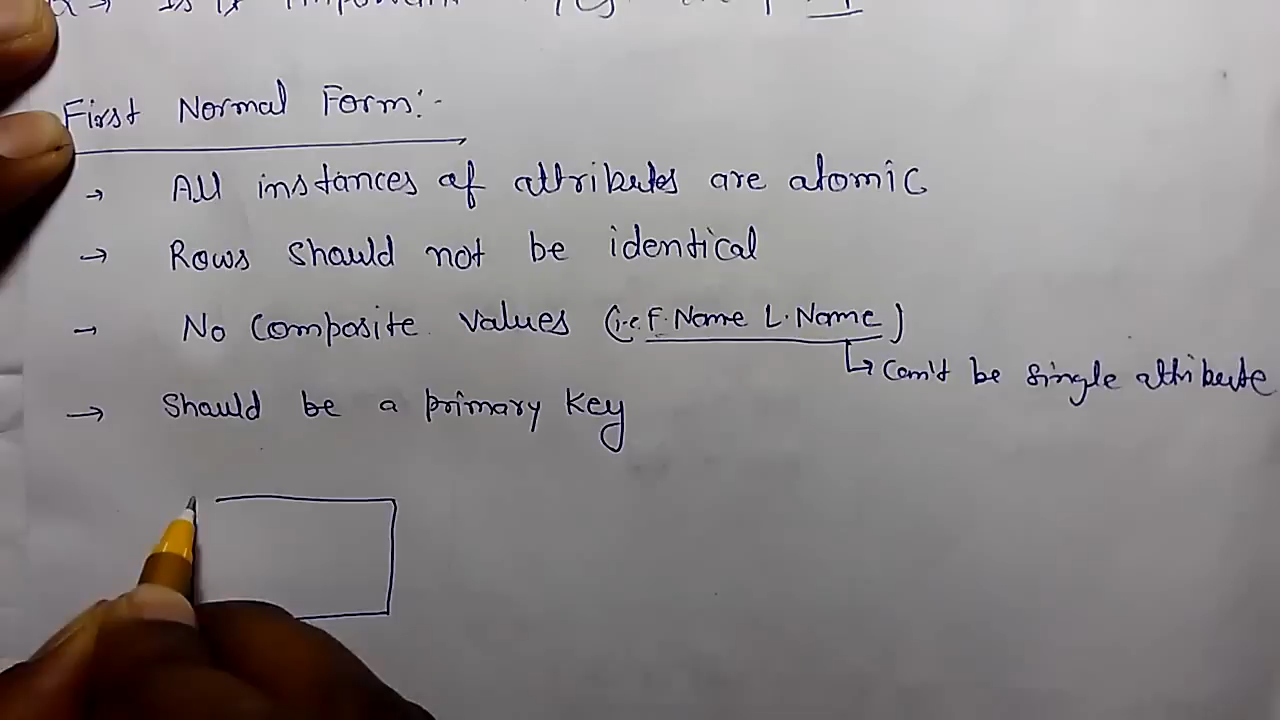 First Normal Form:-
→ All instances of attributes are atomic
→ Rows should not be identical
→ No composite values (i.e F.Name L.Name)
↳ can't be single attribute
→ Should be a primary key